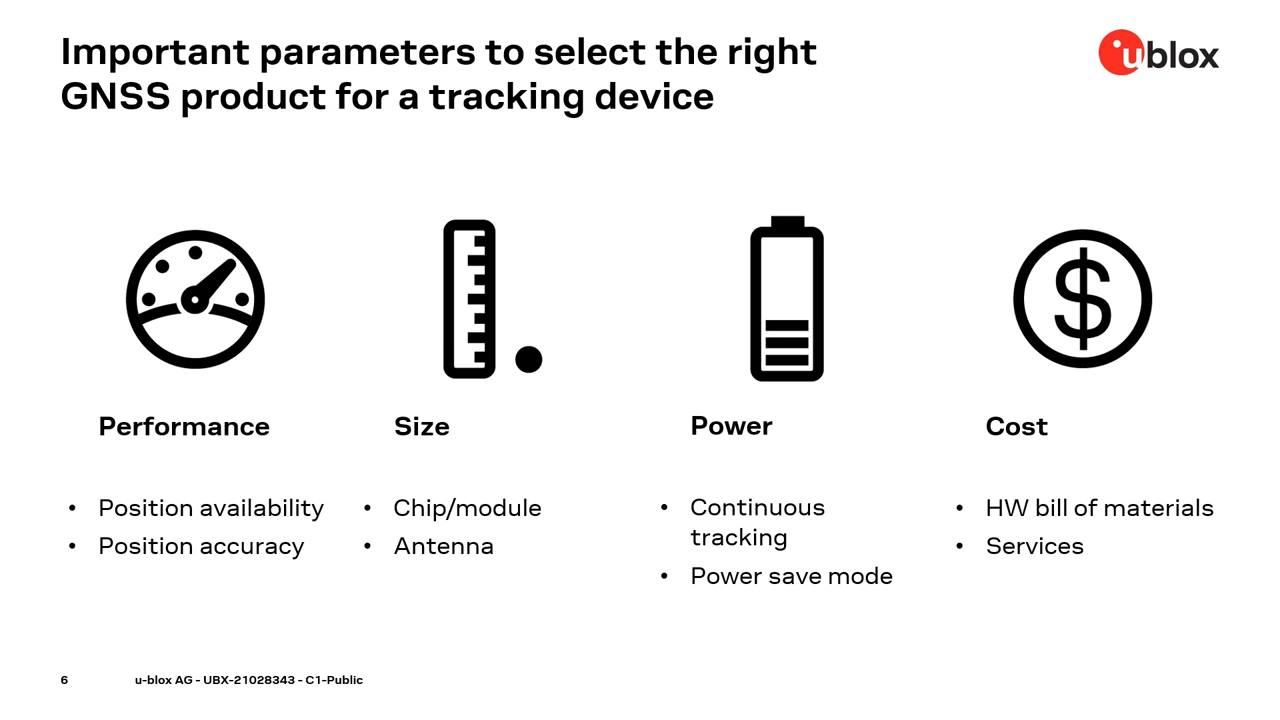 Important parameters to select the right
GNSS product for a tracking device
ublox
$
Performance
• Position availability
• Position accuracy
Size
• Chip/module
• Antenna
Power
• Continuous
tracking
• Power save mode
Cost
• HW bill of materials
• Services
6
u-blox AG - UBX-21028343 - C1-Public